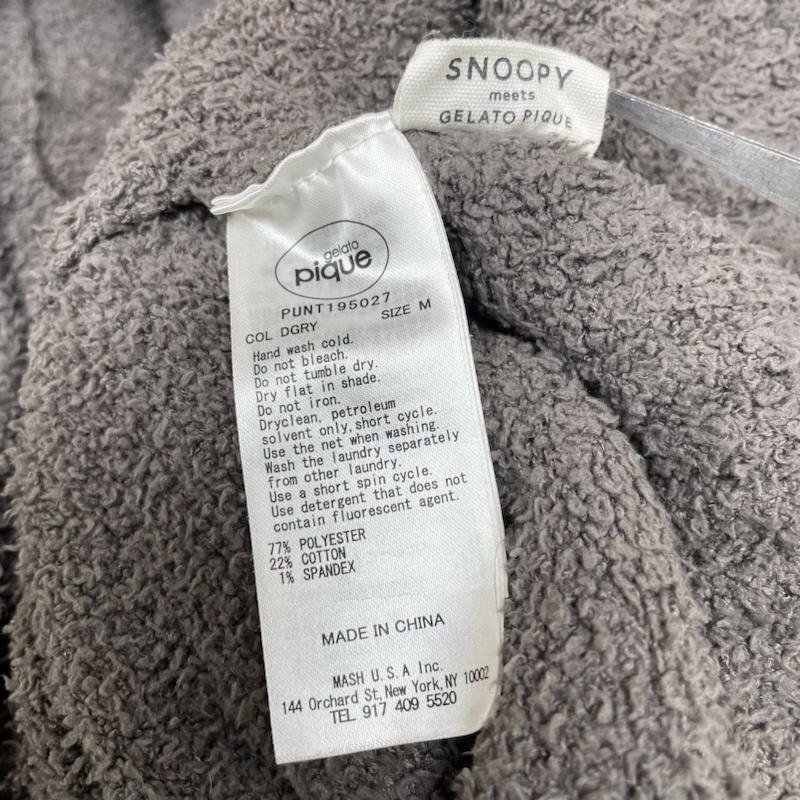 SNOOPY
meets
GELATO PIQUE
gelato
pique
PUNT195027
COL DGRY SIZE M
Hand wash cold.
Do not bleach.
Do not tumble dry.
Dry flat in shade.
Do not iron.
Dryclean, petroleum
solvent only, short cycle.
Use the net when washing.
Wash the laundry separately
from other laundry.
Use a short spin cycle.
Use detergent that does not
contain fluorescent agent.
77% POLYESTER
22% COTTON
1% SPANDEX
MADE IN CHINA
MASH U.S.A Inc.
144 Orchard St, New York, NY 10002
TEL 917 409 5520